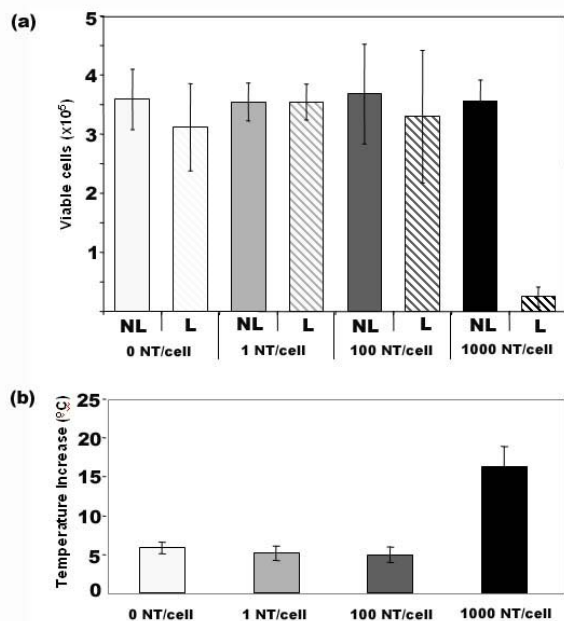 (a)
Viable cells (x10⁵)
5
4
3
2
1
NL L NL L NL L NL L
0 NT/cell 1 NT/cell 100 NT/cell 1000 NT/cell
(b)
Temperature Increase (ºC)
25
20
15
10
5
0
0 NT/cell 1 NT/cell 100 NT/cell 1000 NT/cell